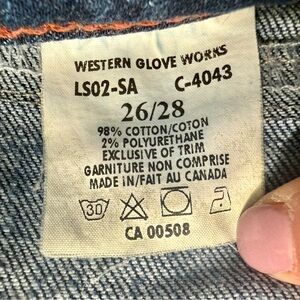 WESTERN GLOVE WORKS
LS02-SA C-4043
26/28
98% COTTON/COTON
2% POLYURETHANE
EXCLUSIVE OF TRIM
GARNITURE NON COMPRISE
MADE IN/FAIT AU CANADA
30
CA 00508